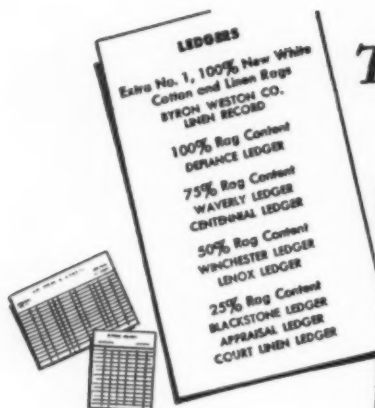 LEDGERS
Extra No. 1, 100% New White
Cotton and Linen Rags
BYRON WESTON CO.
LINEN RECORD
100% Rag Content
DEFIANCE LEDGER
75% Rag Content
WAVERLY LEDGER
CENTENNIAL LEDGER
50% Rag Content
WINCHESTER LEDGER
LENOX LEDGER
25% Rag Content
BLACKSTONE LEDGER
APPRAISAL LEDGER
COURT LINEN LEDGER